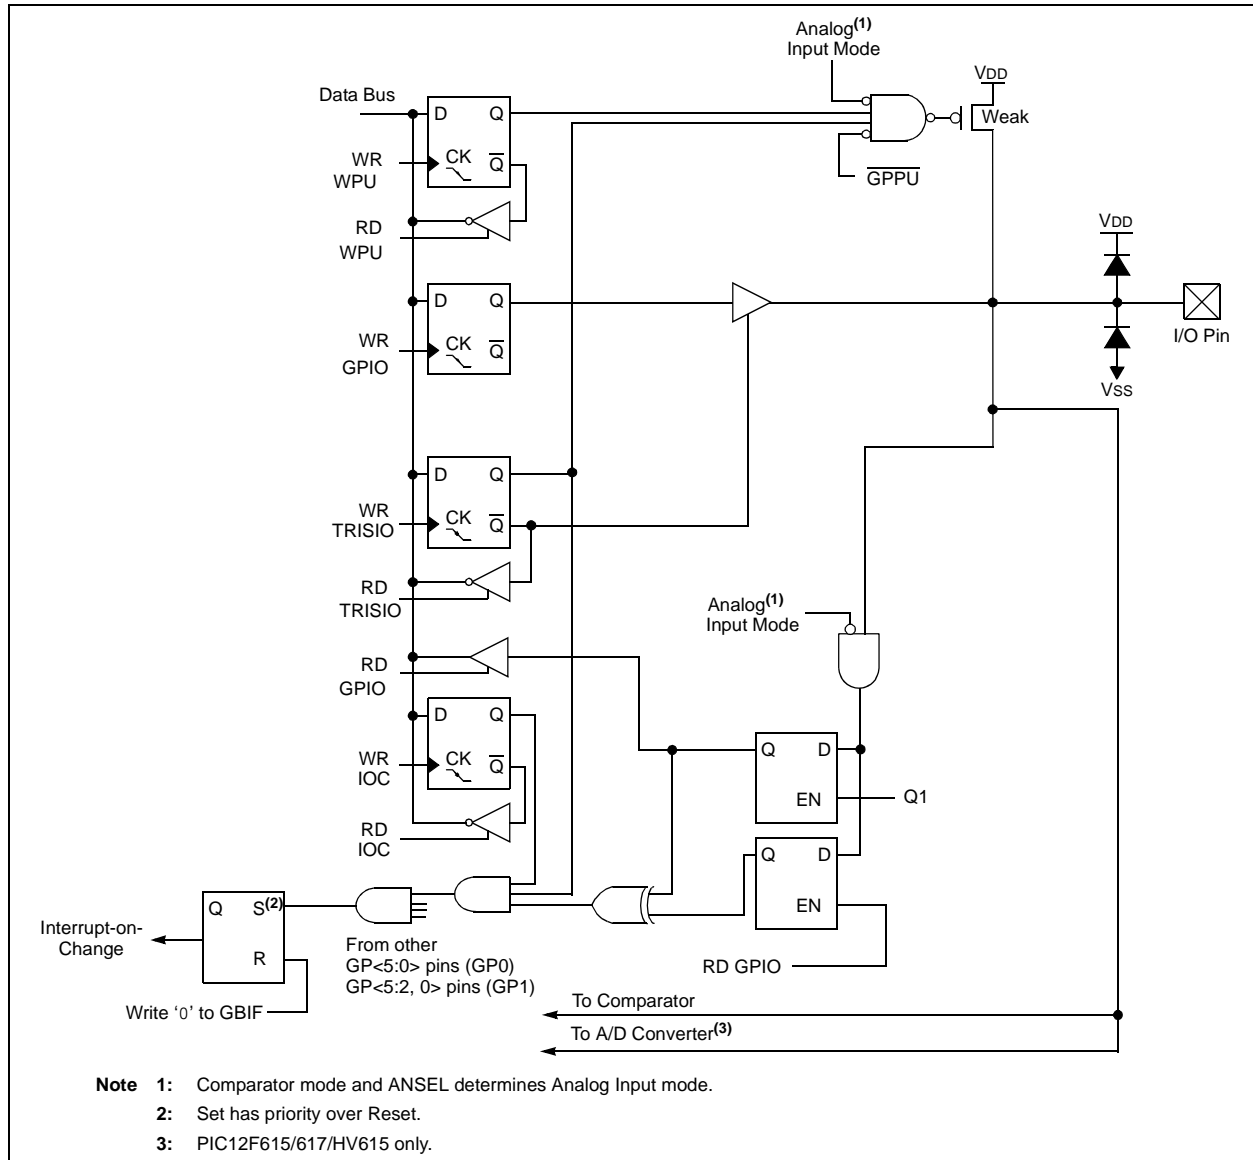 Analog(1)
Input Mode
VDD
Data Bus
D Q
Weak
WR
WPU
CK Q
GPPU
RD
WPU
VDD
D Q
WR
GPIO
CK Q
I/O Pin
VSS
D Q
WR
TRISIO
CK Q
RD
TRISIO
Analog(1)
Input Mode
RD
GPIO
D Q
WR
IOC
CK Q
Q D
EN
Q1
RD
IOC
Q D
EN
Q S(2)
R
Interrupt-on-
Change
From other
GP<5:0> pins (GP0)
GP<5:2, 0> pins (GP1)
RD GPIO
Write ‘0’ to GBIF
To Comparator
To A/D Converter(3)
Note 1: Comparator mode and ANSEL determines Analog Input mode.
2: Set has priority over Reset.
3: PIC12F615/617/HV615 only.